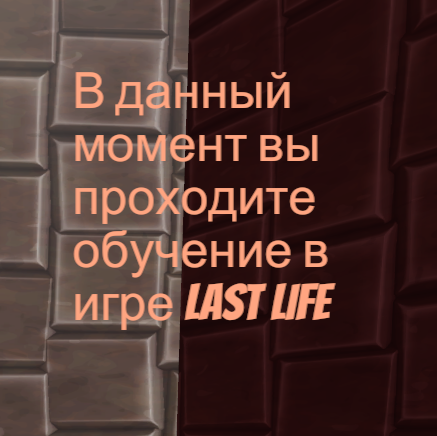 В данный
момент вы
проходите
обучение в
игре LAST LIFE